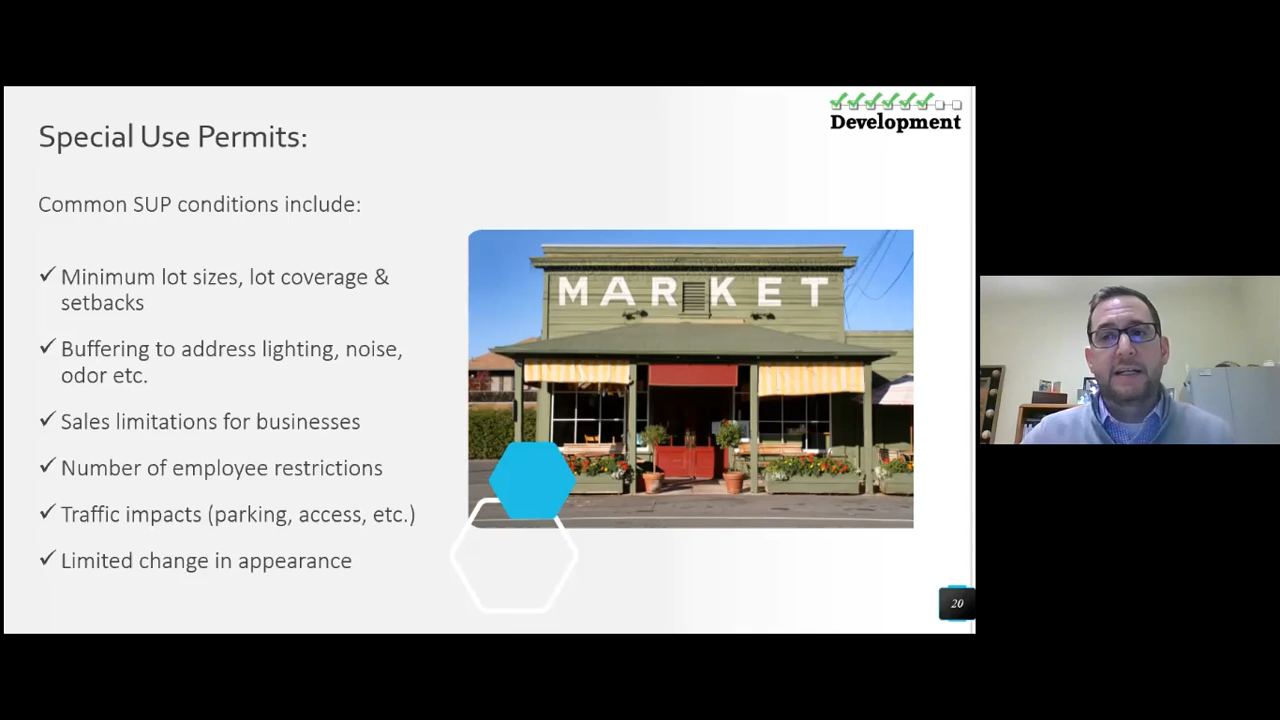 Development
Special Use Permits:
Common SUP conditions include:
✓ Minimum lot sizes, lot coverage &
setbacks
✓ Buffering to address lighting, noise,
odor etc.
✓ Sales limitations for businesses
✓ Number of employee restrictions
✓ Traffic impacts (parking, access, etc.)
✓ Limited change in appearance
MARKET
20